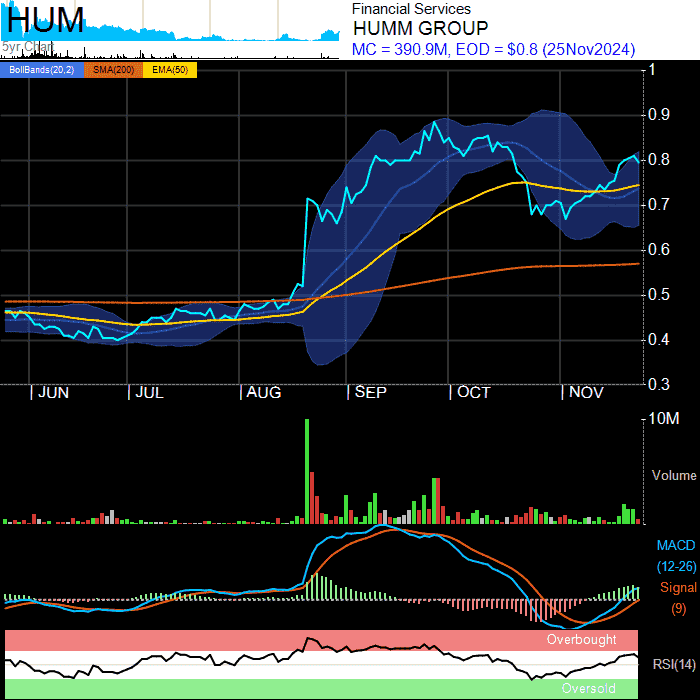 HUM
5yr Chart
Financial Services
HUMM GROUP
MC = 390.9M, EOD = $0.8 (25Nov2024)
BollBands(20,2) SMA(200) EMA(50)
1
0.9
0.8
0.7
0.6
0.5
0.4
0.3
| JUN | JUL | AUG | SEP | OCT | NOV
10M
Volume
MACD
(12-26)
Signal
(9)
Overbought
RSI(14)
Oversold